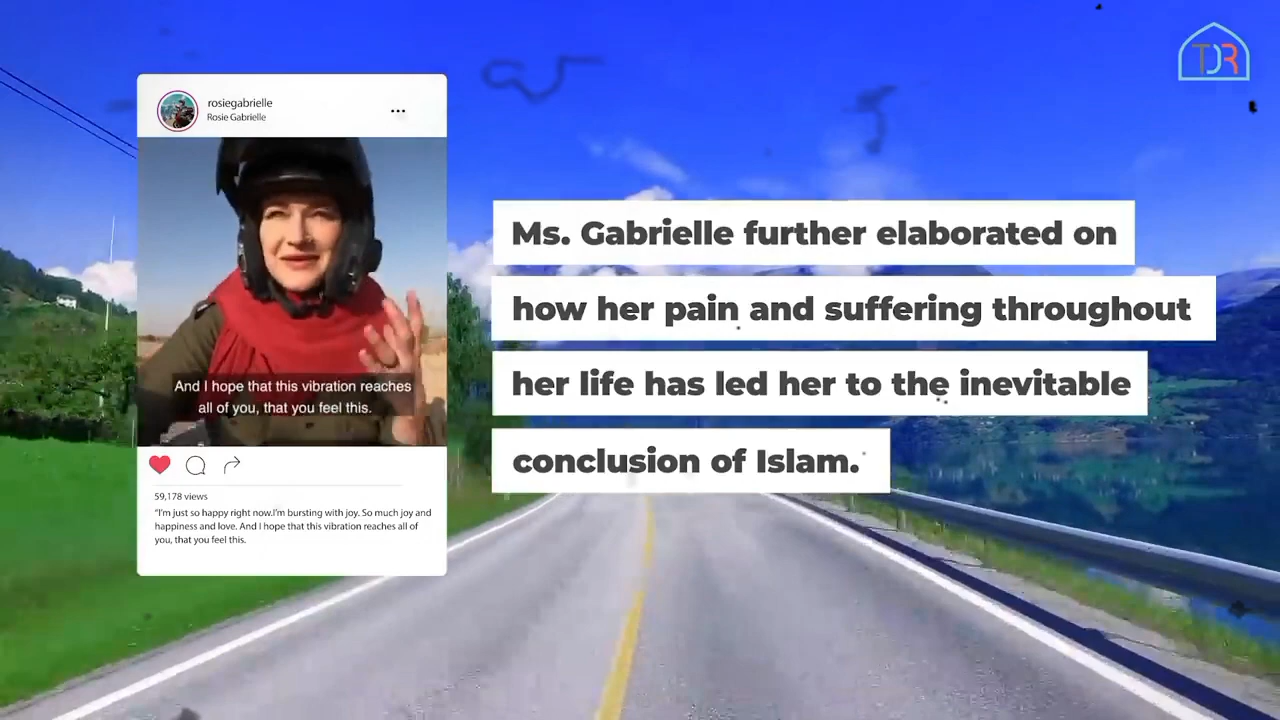 TDR
rosiegabrielle
Rosie Gabrielle
And I hope that this vibration reaches
all of you, that you feel this.
59,178 views
"I'm just so happy right now.I'm bursting with joy. So much joy and
happiness and love. And I hope that this vibration reaches all of
you, that you feel this.
Ms. Gabrielle further elaborated on
how her pain and suffering throughout
her life has led her to the inevitable
conclusion of Islam.